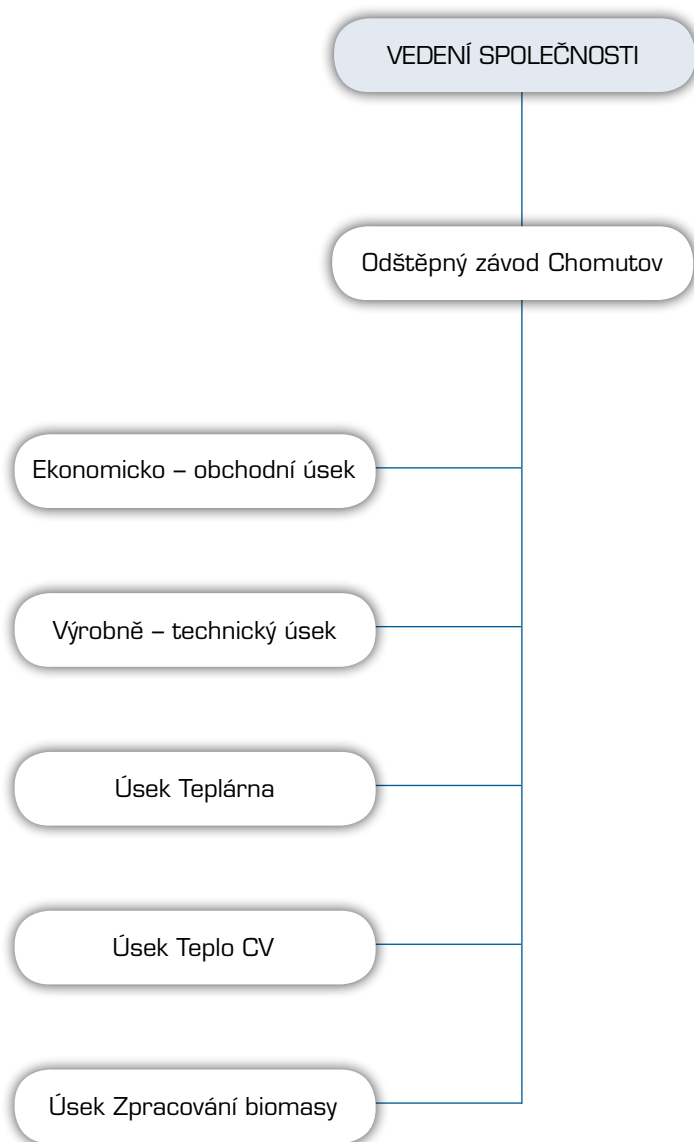 VEDENÍ SPOLEČNOSTI
Odštěpný závod Chomutov
Ekonomicko – obchodní úsek
Výrobně – technický úsek
Úsek Teplárna
Úsek Teplo CV
Úsek Zpracování biomasy